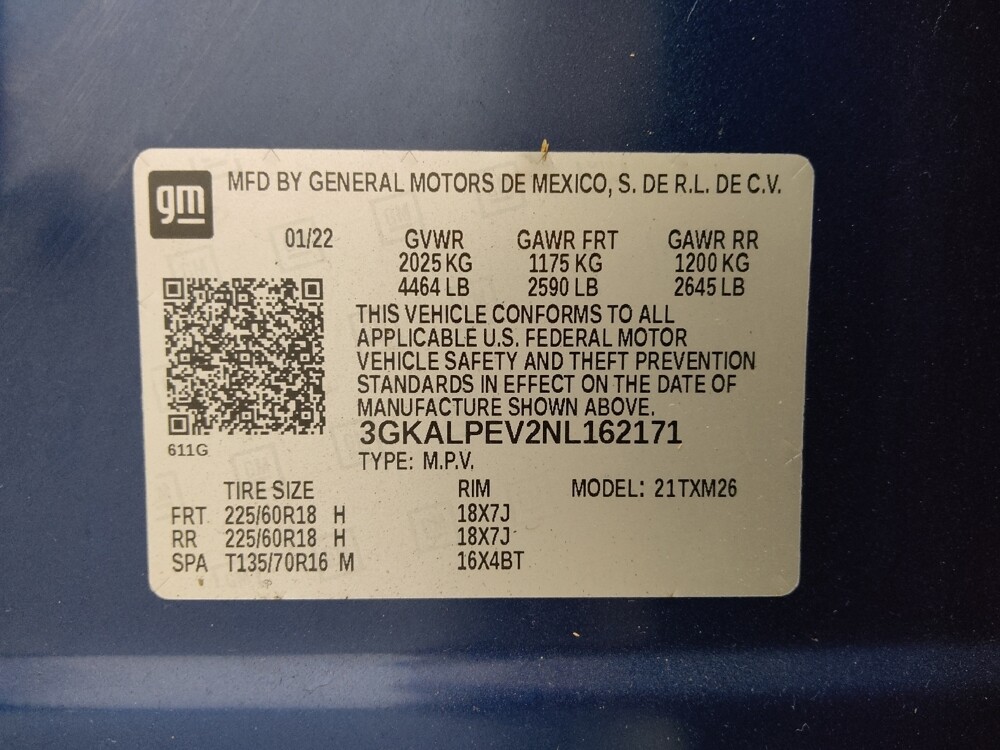 gm MFD BY GENERAL MOTORS DE MEXICO, S. DE R.L. DE C.V.
01/22 GVWR GAWR FRT GAWR RR
2025 KG 1175 KG 1200 KG
4464 LB 2590 LB 2645 LB
THIS VEHICLE CONFORMS TO ALL
APPLICABLE U.S. FEDERAL MOTOR
VEHICLE SAFETY AND THEFT PREVENTION
STANDARDS IN EFFECT ON THE DATE OF
MANUFACTURE SHOWN ABOVE.
3GKALPEV2NL162171
611G
TYPE: M.P.V.
TIRE SIZE RIM MODEL: 21TXM26
FRT 225/60R18 H 18X7J
RR 225/60R18 H 18X7J
SPA T135/70R16 M 16X4BT